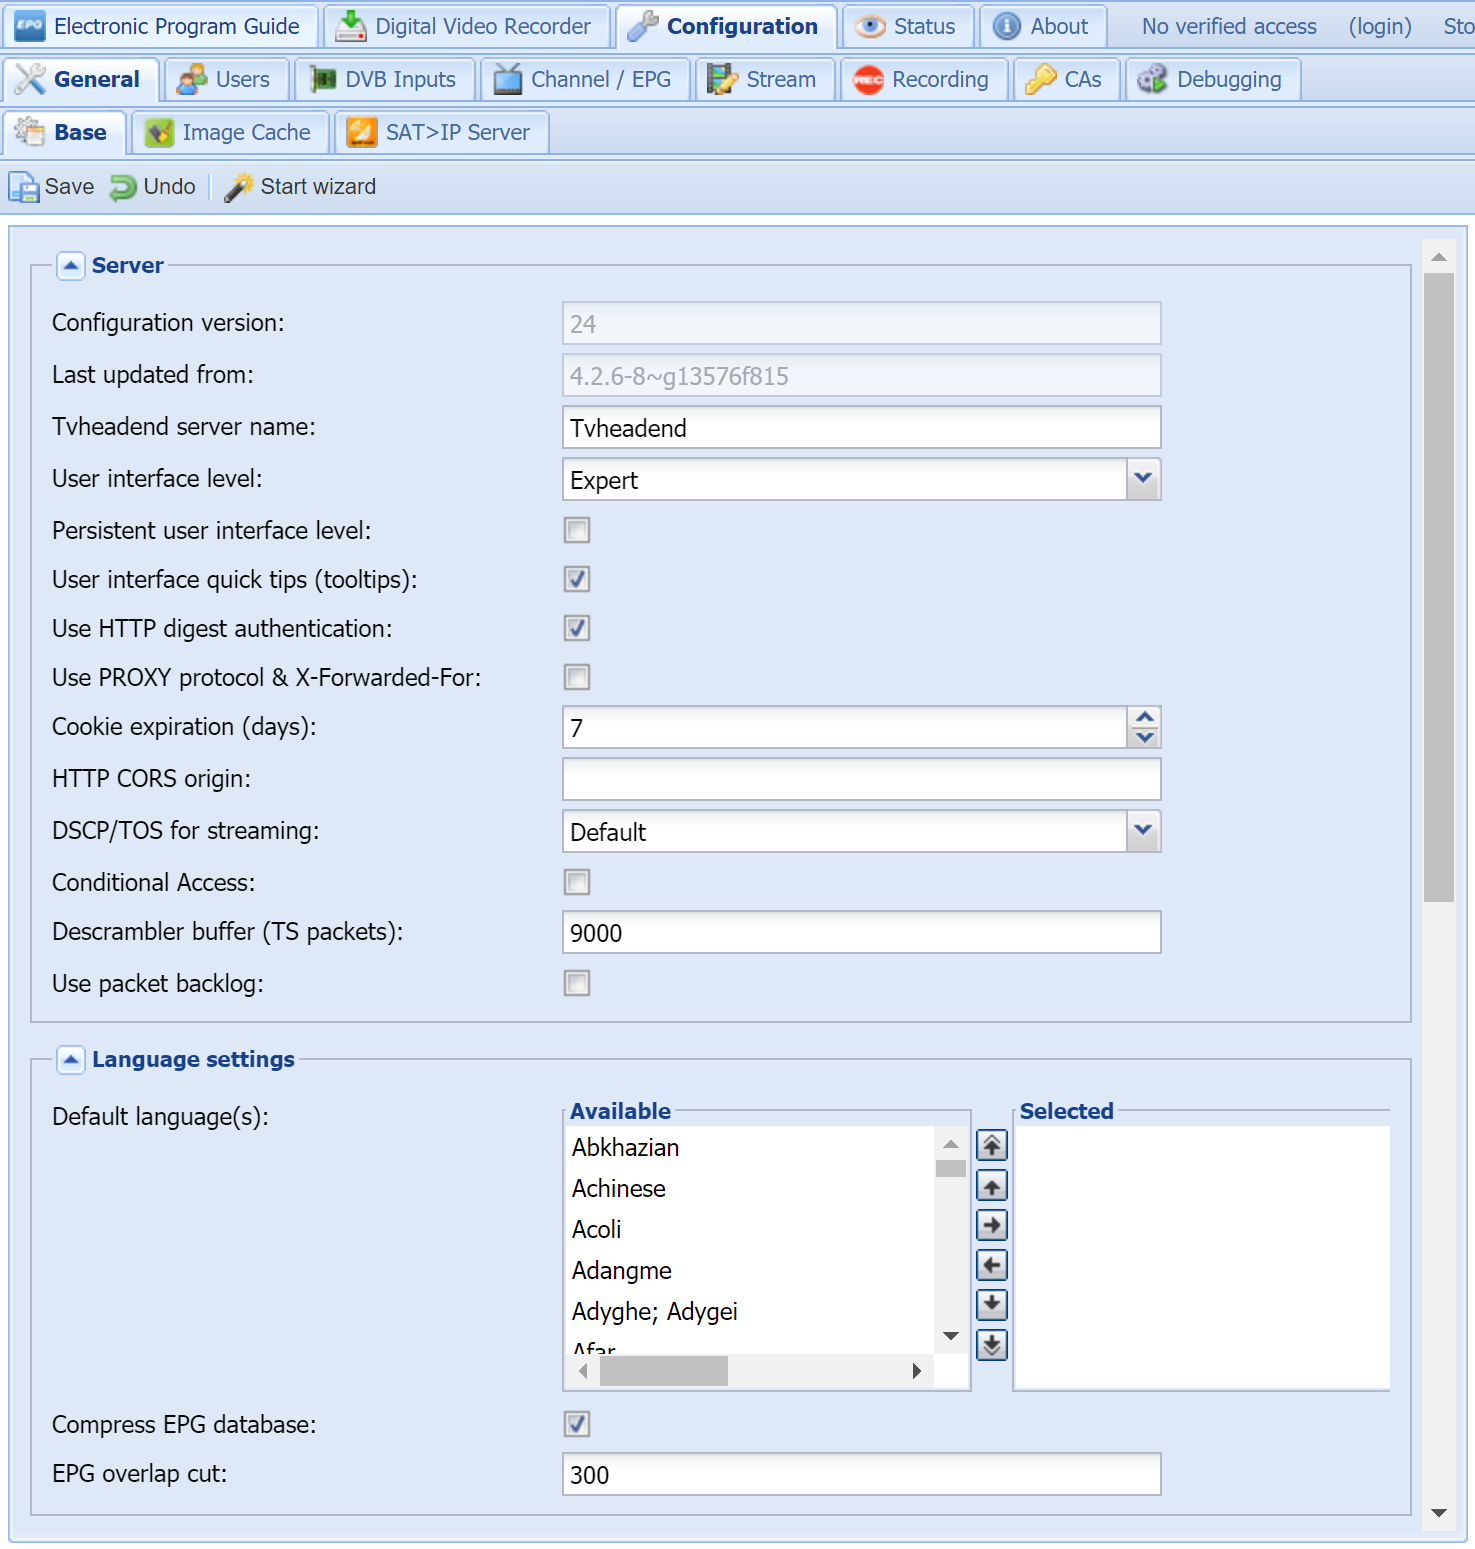 EPG Electronic Program Guide Digital Video Recorder Configuration Status About No verified access (login) Sto
General Users DVB Inputs Channel / EPG Stream REC Recording CAs Debugging
Base Image Cache SAT>IP Server
Save Undo Start wizard
Server
Configuration version: 24
Last updated from: 4.2.6-8~g13576f815
Tvheadend server name: Tvheadend
User interface level: Expert
Persistent user interface level:
User interface quick tips (tooltips):
Use HTTP digest authentication:
Use PROXY protocol & X-Forwarded-For:
Cookie expiration (days): 7
HTTP CORS origin:
DSCP/TOS for streaming: Default
Conditional Access:
Descrambler buffer (TS packets): 9000
Use packet backlog:
Language settings
Default language(s): Available Selected
Abkhazian
Achinese
Acoli
Adangme
Adyghe; Adygei
Afar
Compress EPG database:
EPG overlap cut: 300